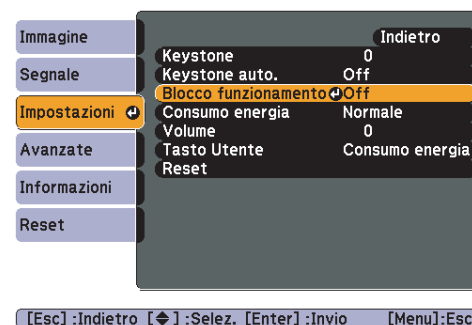 Immagine
Segnale
Impostazioni
Avanzate
Informazioni
Reset
Indietro
Keystone 0
Keystone auto. Off
Blocco funzionamento Off
Consumo energia Normale
Volume 0
Tasto Utente Consumo energia
Reset
[Esc] :Indietro [◆] :Selez. [Enter] :Invio [Menu]:Esc